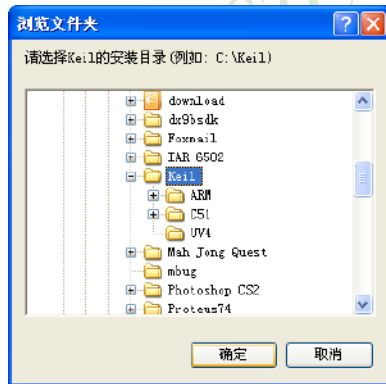 浏览文件夹
请选择Keil的安装目录(例如: C:\Keil)
download
dx9bsdk
Foxmail
IAR 6502
Keil
ARM
C51
UV4
Mah Jong Quest
mbug
Photoshop CS2
Proteus74
确定
取消